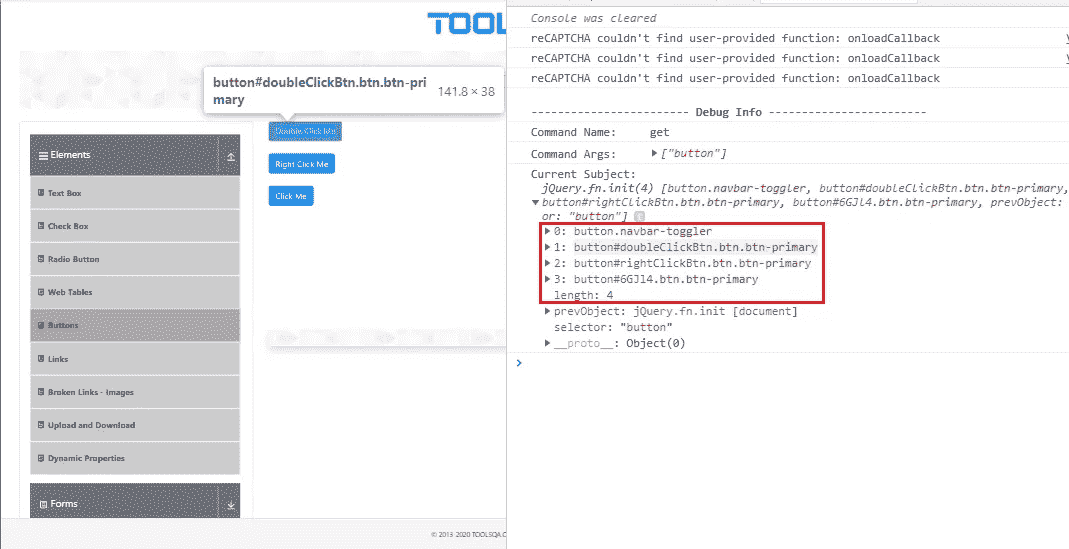 TOOL
button#doubleClickBtn.btn.btn-pri
mary
141.8 × 38
Double Click Me
Right Click Me
Click Me
Elements
Text Box
Check Box
Radio Button
Web Tables
Buttons
Links
Broken Links - Images
Upload and Download
Dynamic Properties
Forms
© 2013-2020 TOOLSQA.C
Console was cleared
reCAPTCHA couldn't find user-provided function: onloadCallback
reCAPTCHA couldn't find user-provided function: onloadCallback
reCAPTCHA couldn't find user-provided function: onloadCallback
------------------------ Debug Info ------------------------
Command Name: get
Command Args: ["button"]
Current Subject:
jQuery.fn.init(4) [button.navbar-toggler, button#doubleClickBtn.btn.btn-primary,
button#rightClickBtn.btn.btn-primary, button#6GJl4.btn.btn-primary, prevObject:
or: "button"] i
0: button.navbar-toggler
1: button#doubleClickBtn.btn.btn-primary
2: button#rightClickBtn.btn.btn-primary
3: button#6GJl4.btn.btn-primary
length: 4
prevObject: jQuery.fn.init [document]
selector: "button"
__proto__: Object(0)